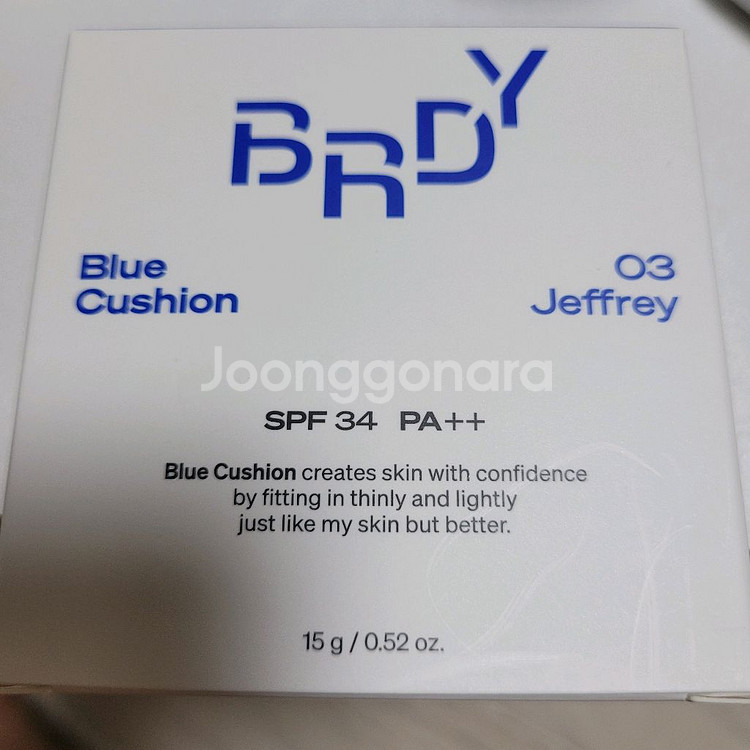 BRDY
Blue
Cushion
03
Jeffrey
Joonggonara
SPF 34 PA++
Blue Cushion creates skin with confidence
by fitting in thinly and lightly
just like my skin but better.
15 g / 0.52 oz.